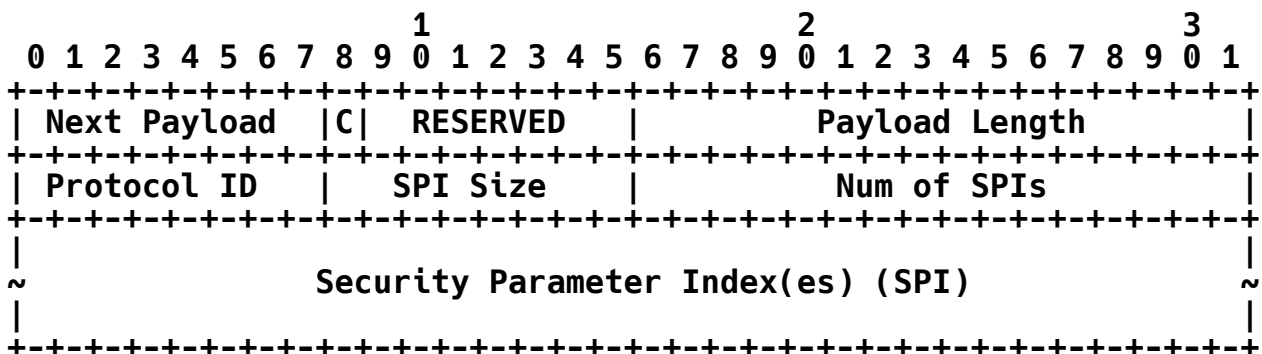 1                   2                   3
 0 1 2 3 4 5 6 7 8 9 0 1 2 3 4 5 6 7 8 9 0 1 2 3 4 5 6 7 8 9 0 1
+-+-+-+-+-+-+-+-+-+-+-+-+-+-+-+-+-+-+-+-+-+-+-+-+-+-+-+-+-+-+-+-+
| Next Payload  |C|  RESERVED   |         Payload Length        |
+-+-+-+-+-+-+-+-+-+-+-+-+-+-+-+-+-+-+-+-+-+-+-+-+-+-+-+-+-+-+-+-+
| Protocol ID   |   SPI Size    |          Num of SPIs          |
+-+-+-+-+-+-+-+-+-+-+-+-+-+-+-+-+-+-+-+-+-+-+-+-+-+-+-+-+-+-+-+-+
|                                                               |
~               Security Parameter Index(es) (SPI)              ~
|                                                               |
+-+-+-+-+-+-+-+-+-+-+-+-+-+-+-+-+-+-+-+-+-+-+-+-+-+-+-+-+-+-+-+-+